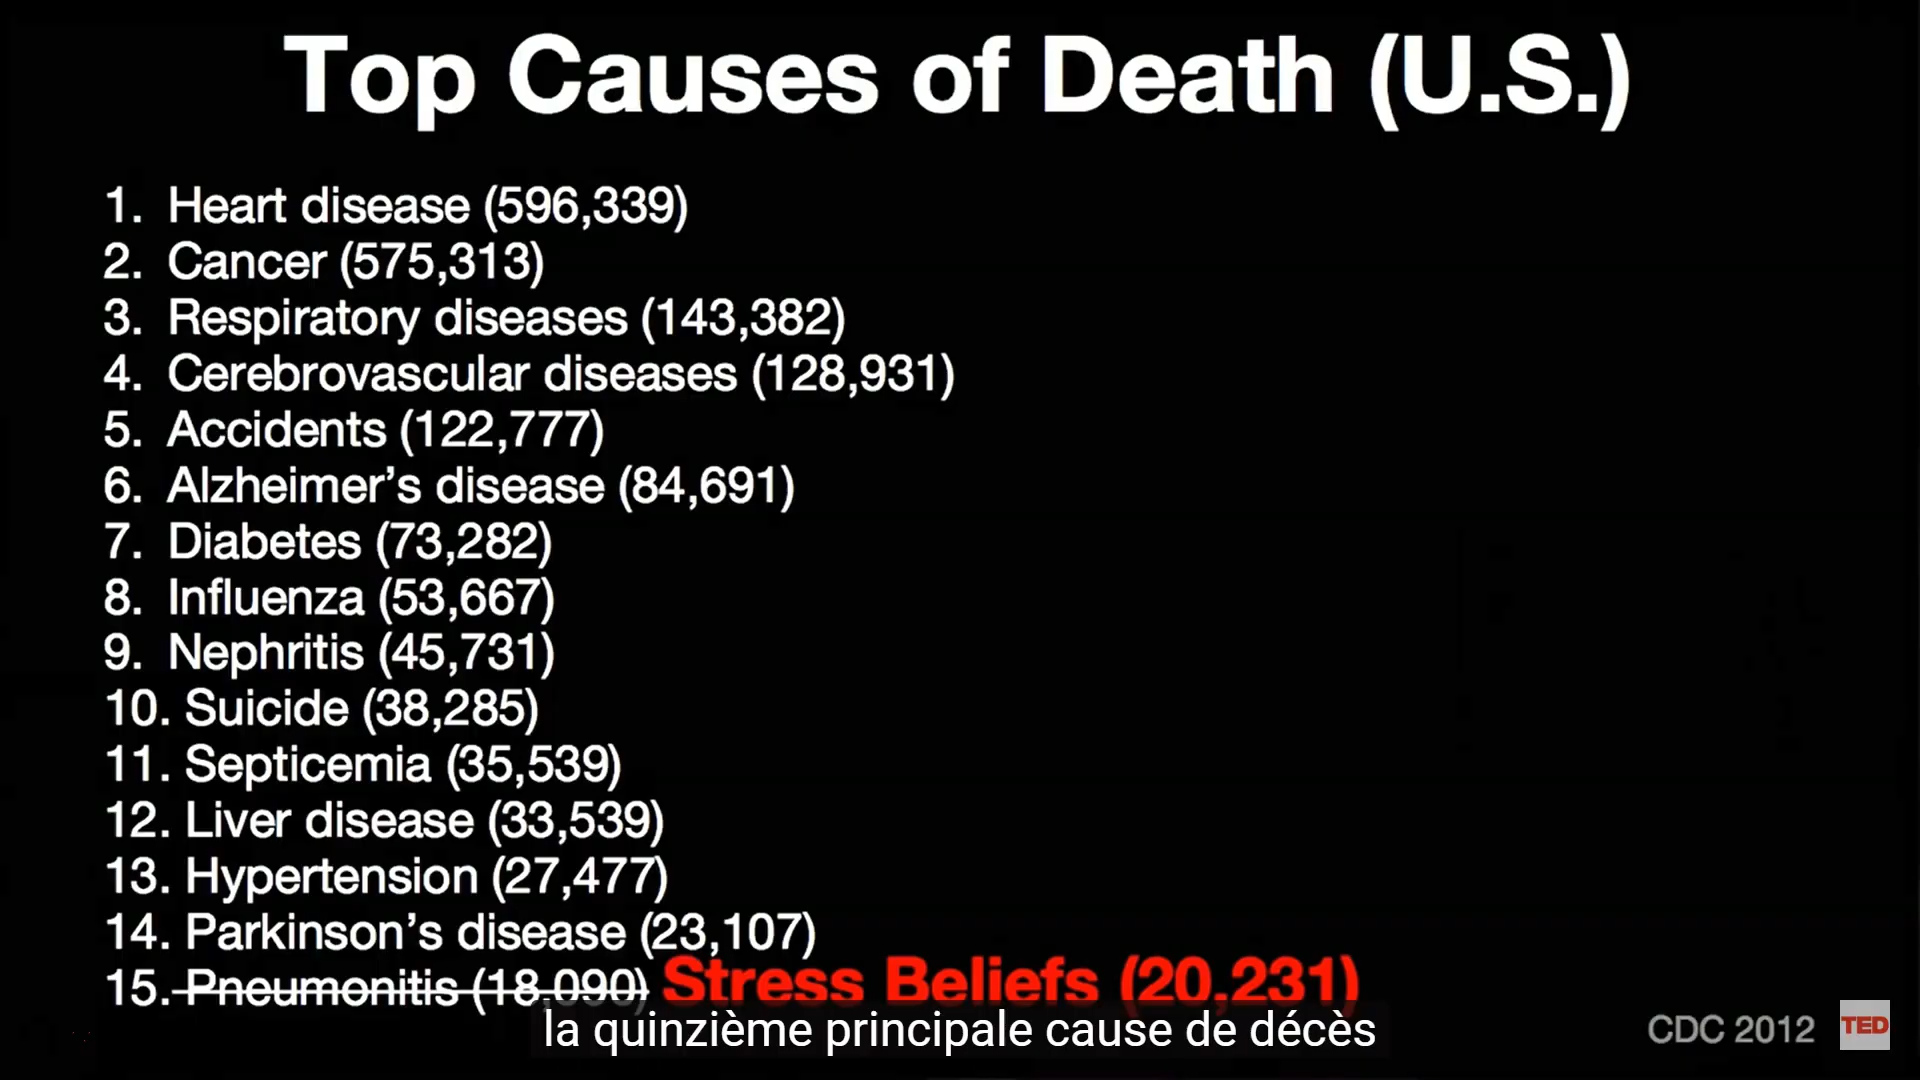 Top Causes of Death (U.S.)
1. Heart disease (596,339)
2. Cancer (575,313)
3. Respiratory diseases (143,382)
4. Cerebrovascular diseases (128,931)
5. Accidents (122,777)
6. Alzheimer's disease (84,691)
7. Diabetes (73,282)
8. Influenza (53,667)
9. Nephritis (45,731)
10. Suicide (38,285)
11. Septicemia (35,539)
12. Liver disease (33,539)
13. Hypertension (27,477)
14. Parkinson's disease (23,107)
15. Pneumonitis (18,090) Stress Beliefs (20,231)
la quinzième principale cause de décès
CDC 2012 TED